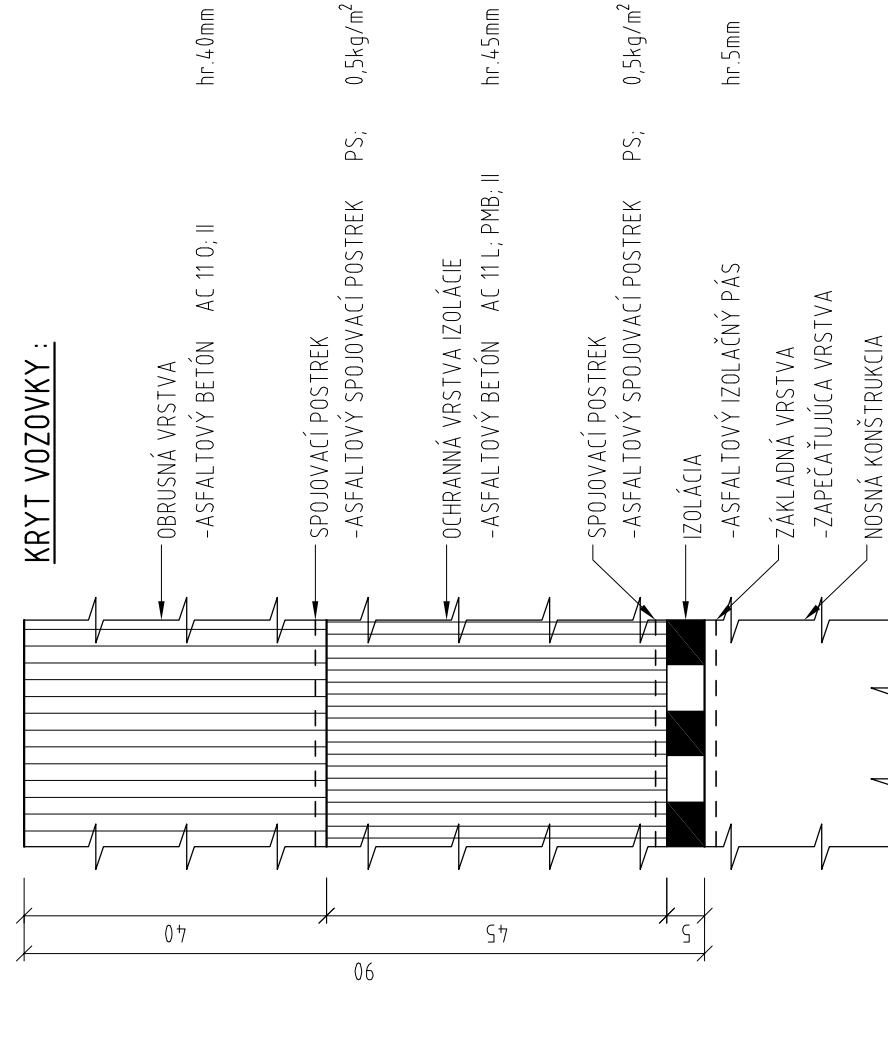 KRYT VOZOVKY :
OBRUSNÁ VRSTVA
-ASFALTOVÝ BETÓN AC 11 O; II hr.40mm
SPOJOVACÍ POSTREK
-ASFALTOVÝ SPOJOVACÍ POSTREK PS; 0,5kg/m²
OCHRANNÁ VRSTVA IZOLÁCIE
-ASFALTOVÝ BETÓN AC 11 L; PMB; II hr.45mm
SPOJOVACÍ POSTREK
-ASFALTOVÝ SPOJOVACÍ POSTREK PS; 0,5kg/m²
IZOLÁCIA
-ASFALTOVÝ IZOLAČNÝ PÁS hr.5mm
ZÁKLADNÁ VRSTVA
-ZAPEČAŤUJÚCA VRSTVA
NOSNÁ KONŠTRUKCIA
40
45
5
90